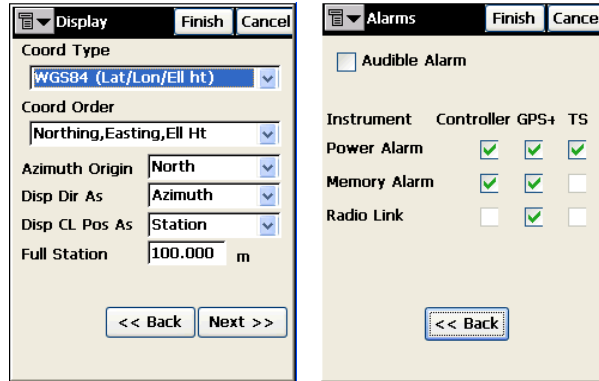 Display Finish Cancel
Coord Type
WGS84 (Lat/Lon/Ell ht)
Coord Order
Northing,Easting,Ell Ht
Azimuth Origin North
Disp Dir As Azimuth
Disp CL Pos As Station
Full Station 100.000 m
<< Back Next >>
Alarms Finish Cance
Audible Alarm
Instrument Controller GPS+ TS
Power Alarm
Memory Alarm
Radio Link
<< Back